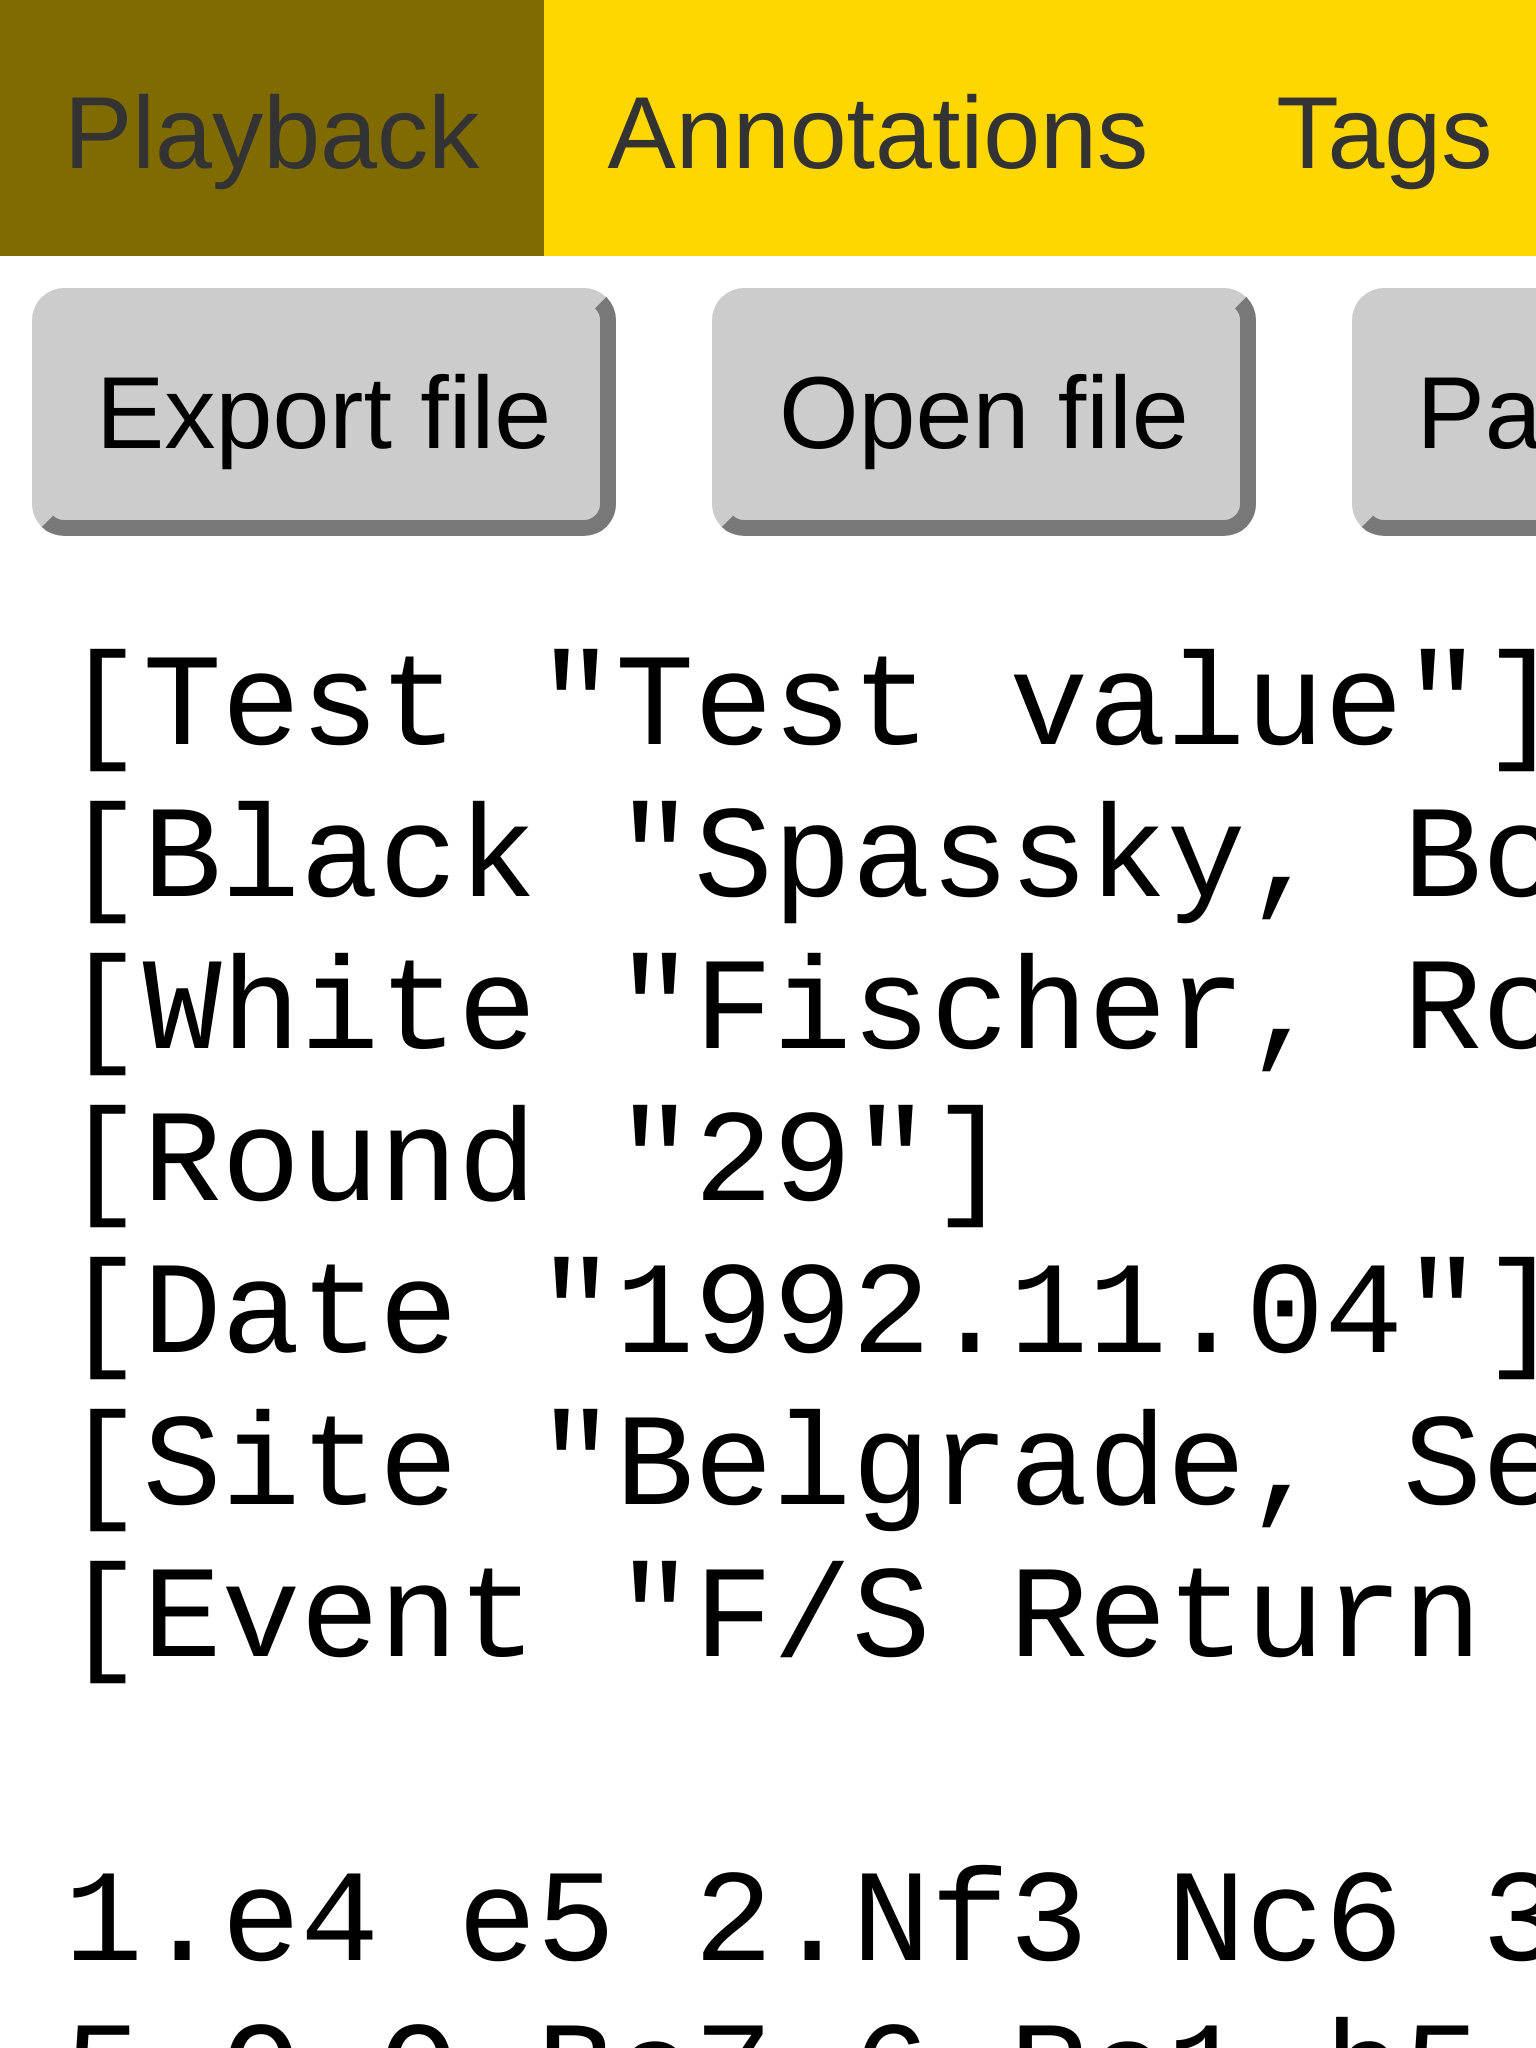 Playback Annotations Tags
Export file Open file Pa
[Test "Test value"]
[Black "Spassky, Bo
[White "Fischer, Ro
[Round "29"]
[Date "1992.11.04"]
[Site "Belgrade, Se
[Event "F/S Return
1.e4 e5 2.Nf3 Nc6 3